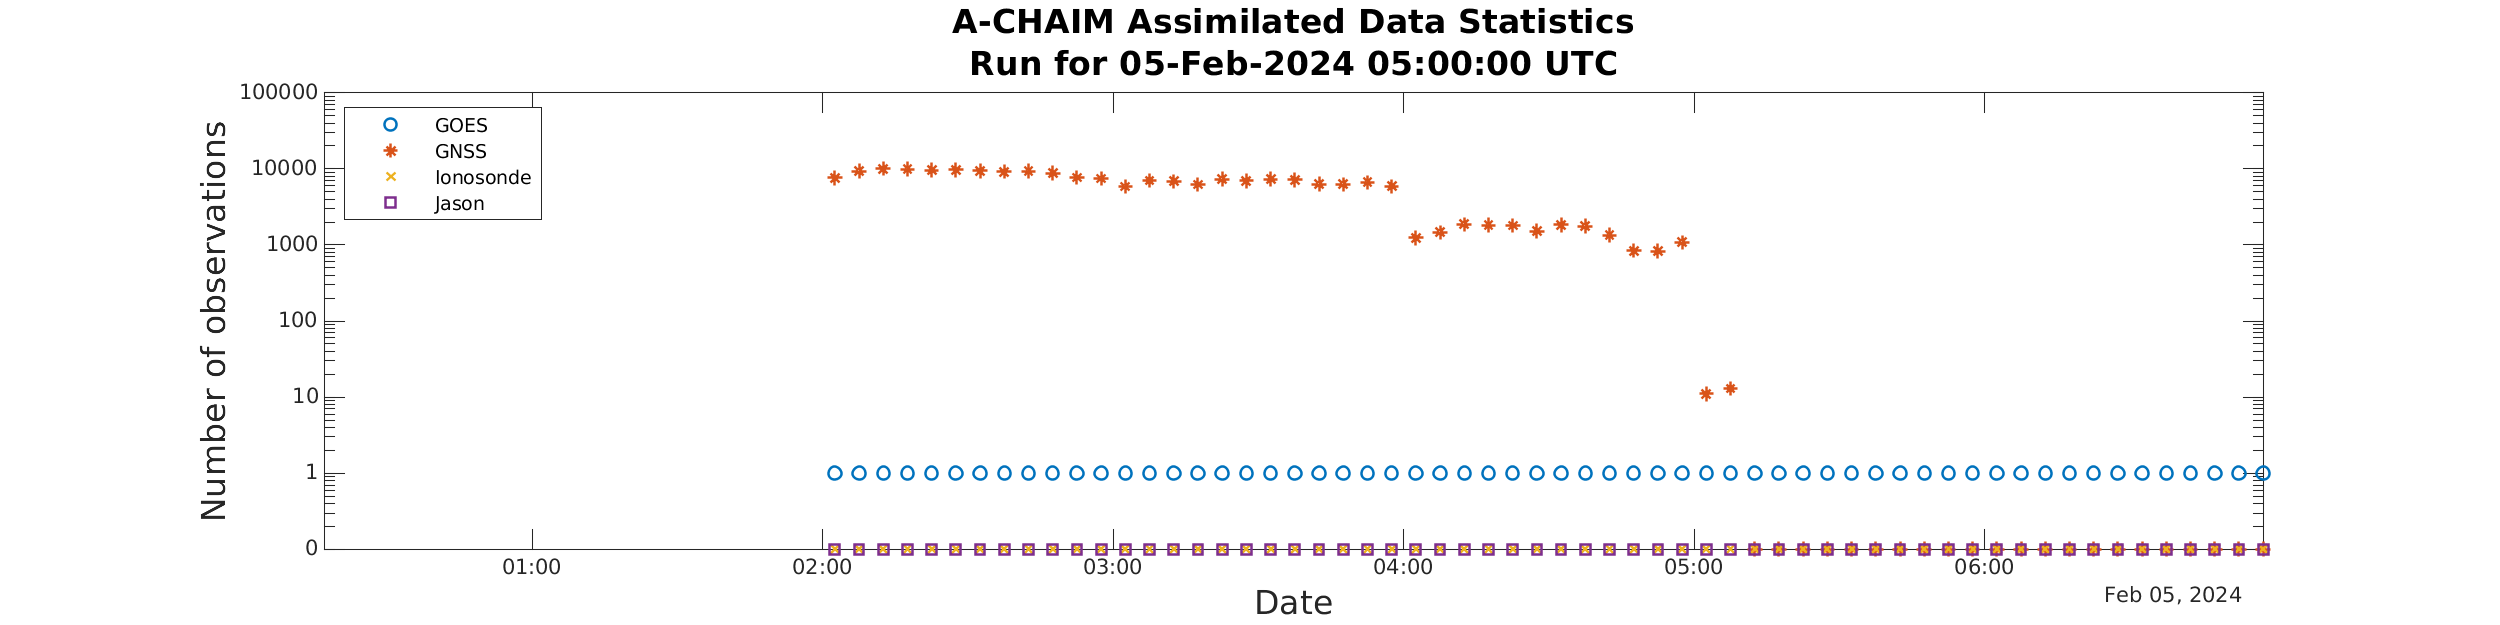 A-CHAIM Assimilated Data Statistics
Run for 05-Feb-2024 05:00:00 UTC
Number of observations
100000
10000
1000
100
10
1
0
GOES
GNSS
Ionosonde
Jason
01:00 02:00 03:00 04:00 05:00 06:00
Date
Feb 05, 2024